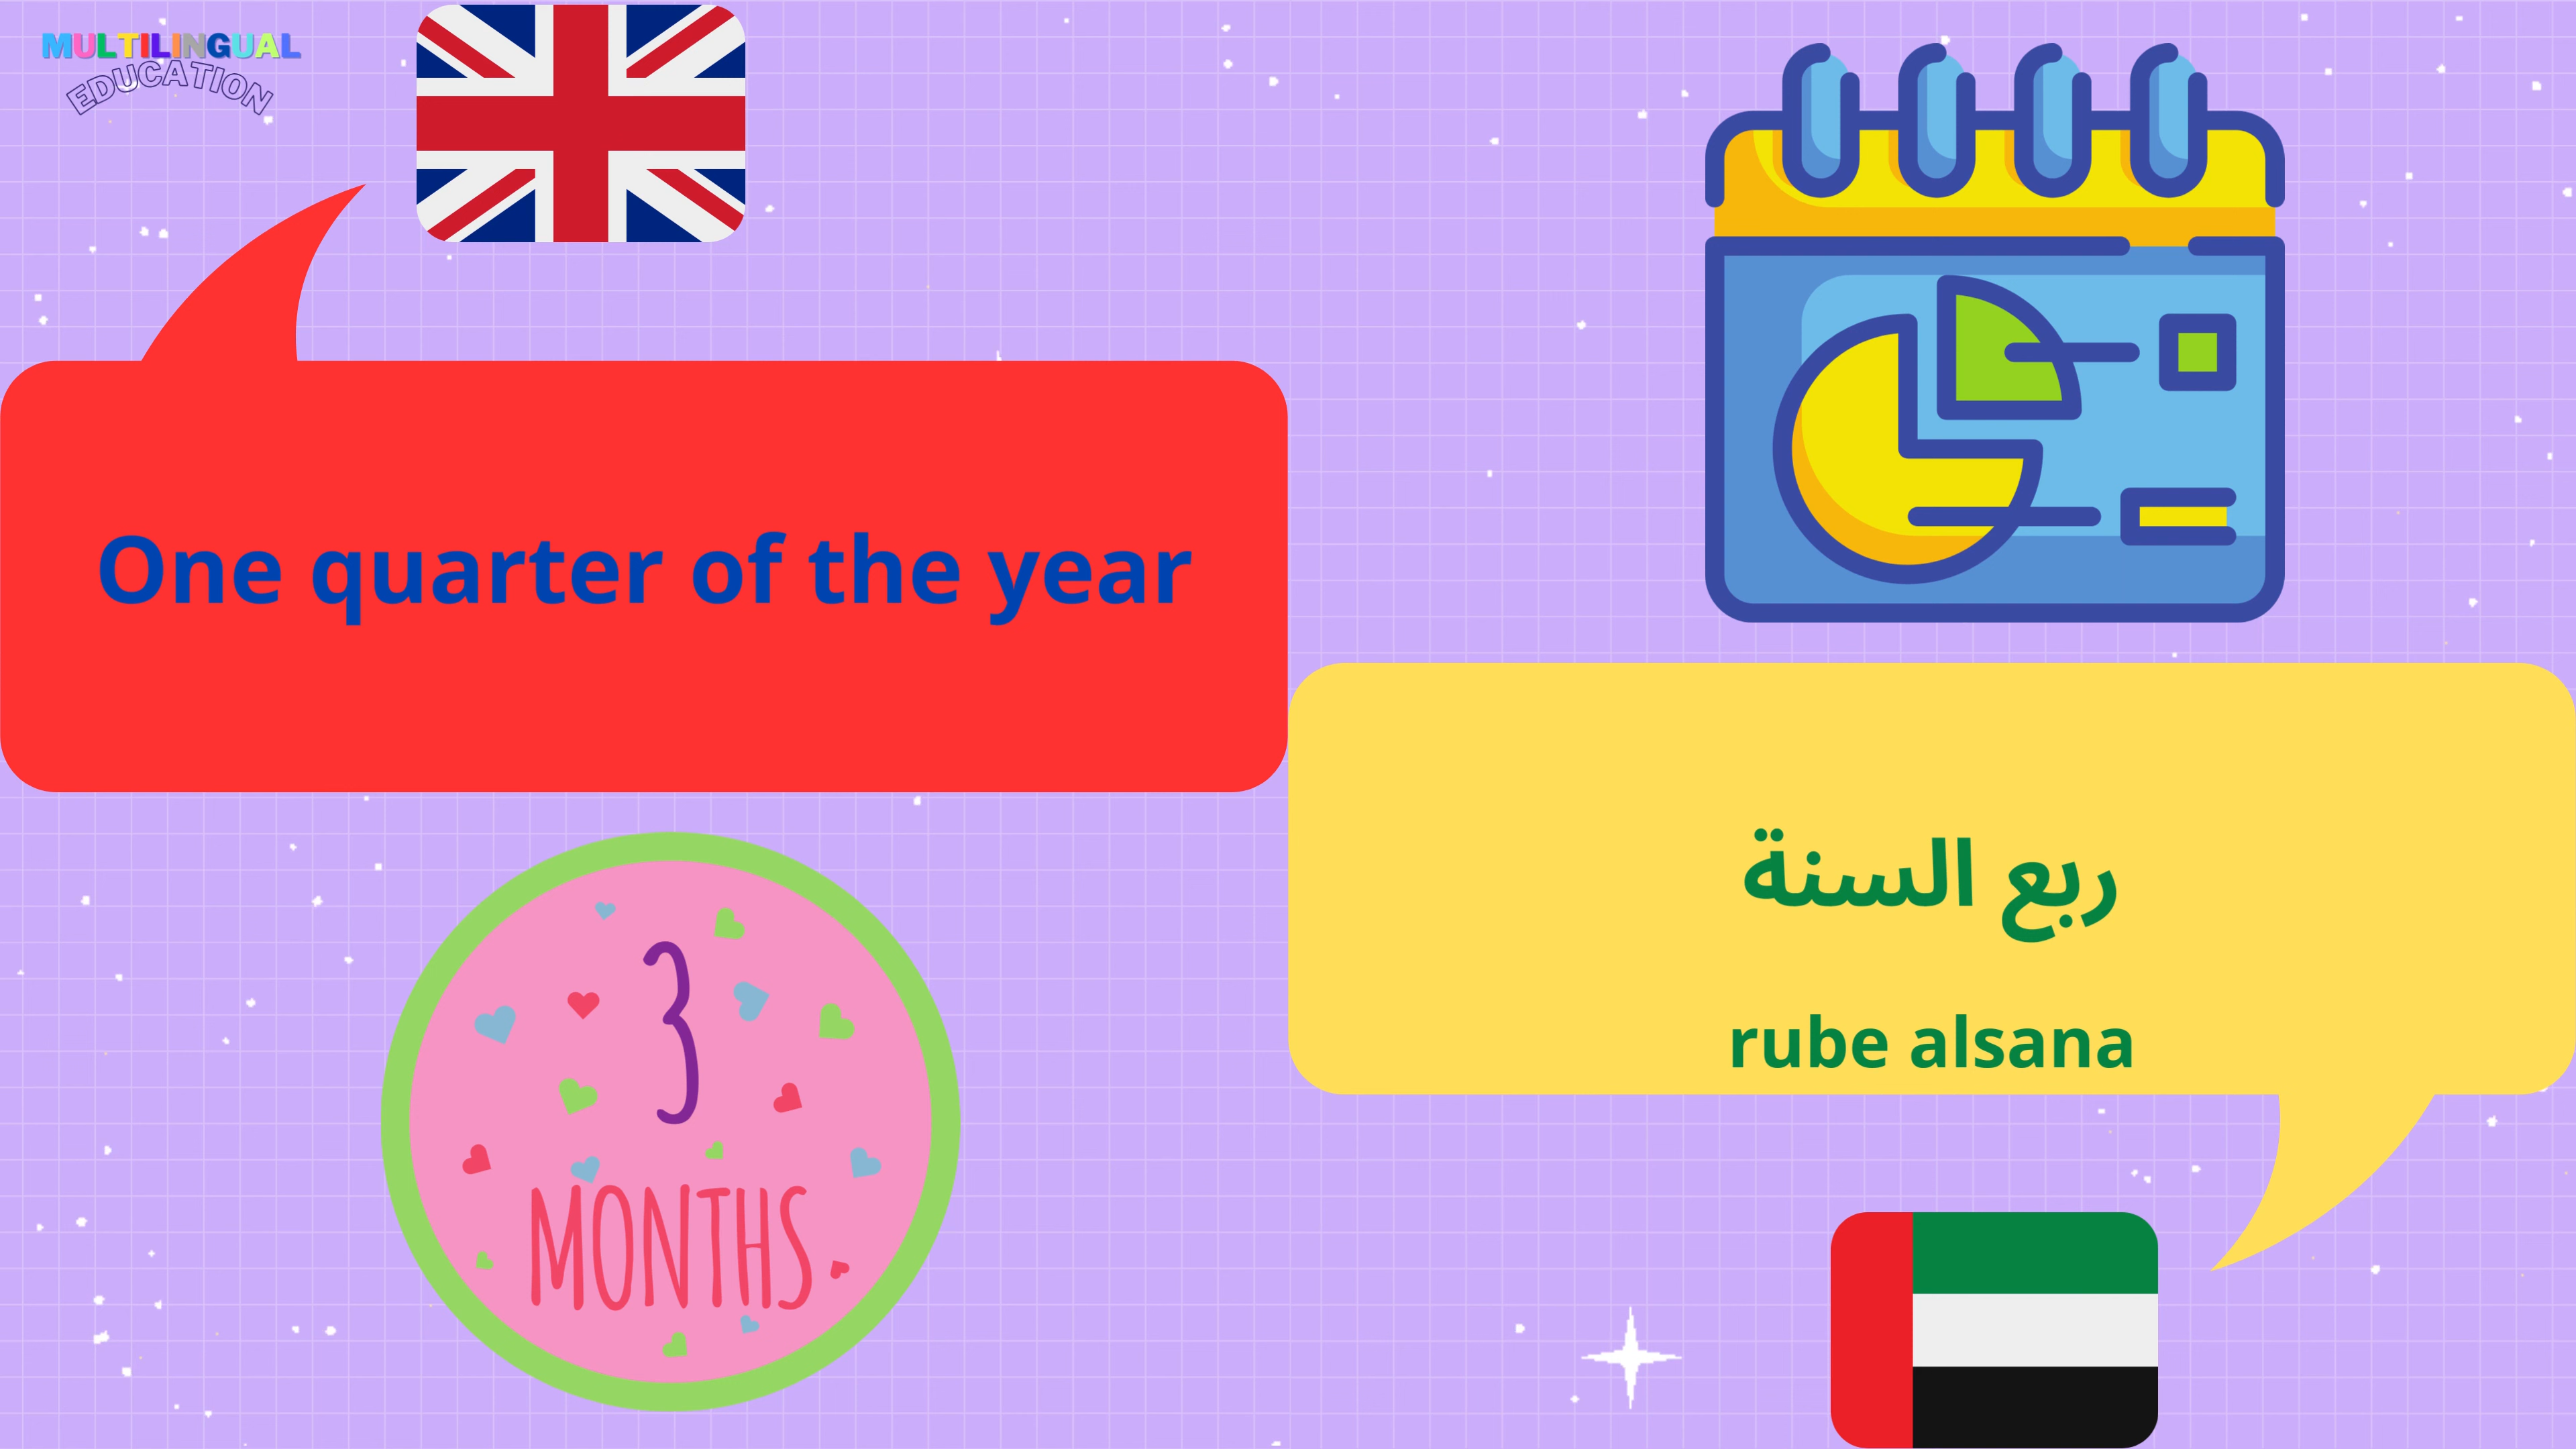 MULTILINGUAL
EDUCATION
One quarter of the year
ربع السنة
rube alsana
3
MONTHS